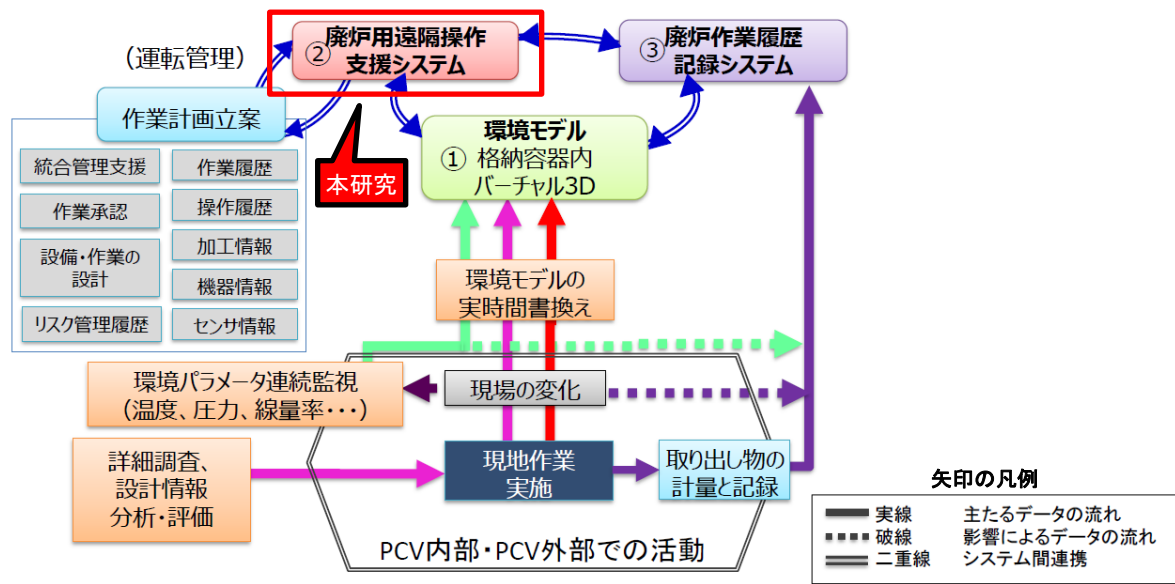 (運転管理)
②
廃炉用遠隔操作
支援システム
③
廃炉作業履歴
記録システム
作業計画立案
統合管理支援
作業承認
設備・作業の
設計
リスク管理履歴
作業履歴
操作履歴
加工情報
機器情報
センサ情報
本研究
環境モデル
①
格納容器内
バーチャル3D
環境モデルの
実時間書換え
環境パラメータ連続監視
(温度、圧力、線量率・・・)
現場の変化
詳細調査、
設計情報
分析・評価
現地作業
実施
取り出し物の
計量と記録
PCV内部・PCV外部での活動
矢印の凡例
実線 主たるデータの流れ
破線 影響によるデータの流れ
二重線 システム間連携